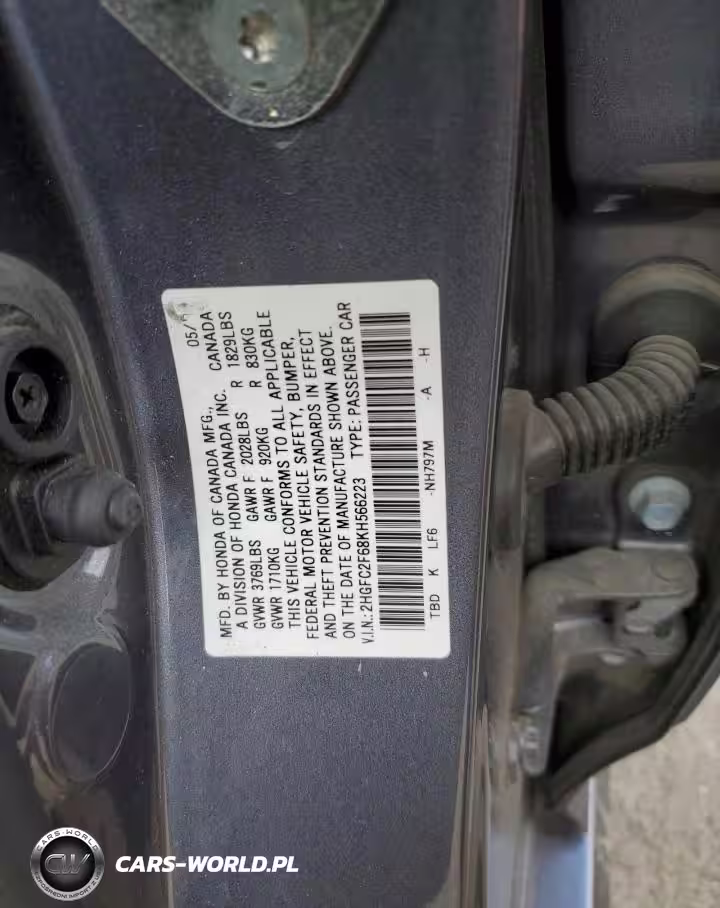 MFD. BY HONDA OF CANADA MFG., 05/
A DIVISION OF HONDA CANADA INC. CANADA
GVWR 3769LBS GAWR F 2028LBS R 1829LBS
GVWR 1710KG GAWR F 920KG R 830KG
THIS VEHICLE CONFORMS TO ALL APPLICABLE
FEDERAL MOTOR VEHICLE SAFETY, BUMPER,
AND THEFT PREVENTION STANDARDS IN EFFECT
ON THE DATE OF MANUFACTURE SHOWN ABOVE.
V.I.N.: 2HGFC2F68KH566223 TYPE: PASSENGER CAR
TBD K LF6 -NH797M -A -H
CARS-WORLD
CW
CARS-WORLD.PL